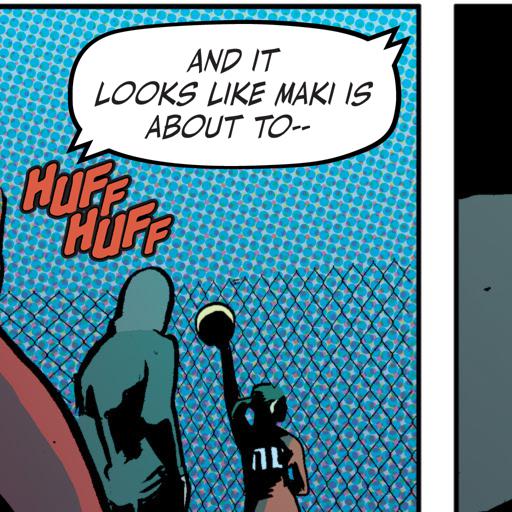 AND IT
LOOKS LIKE MAKI IS
ABOUT TO--
HUFF
HUFF